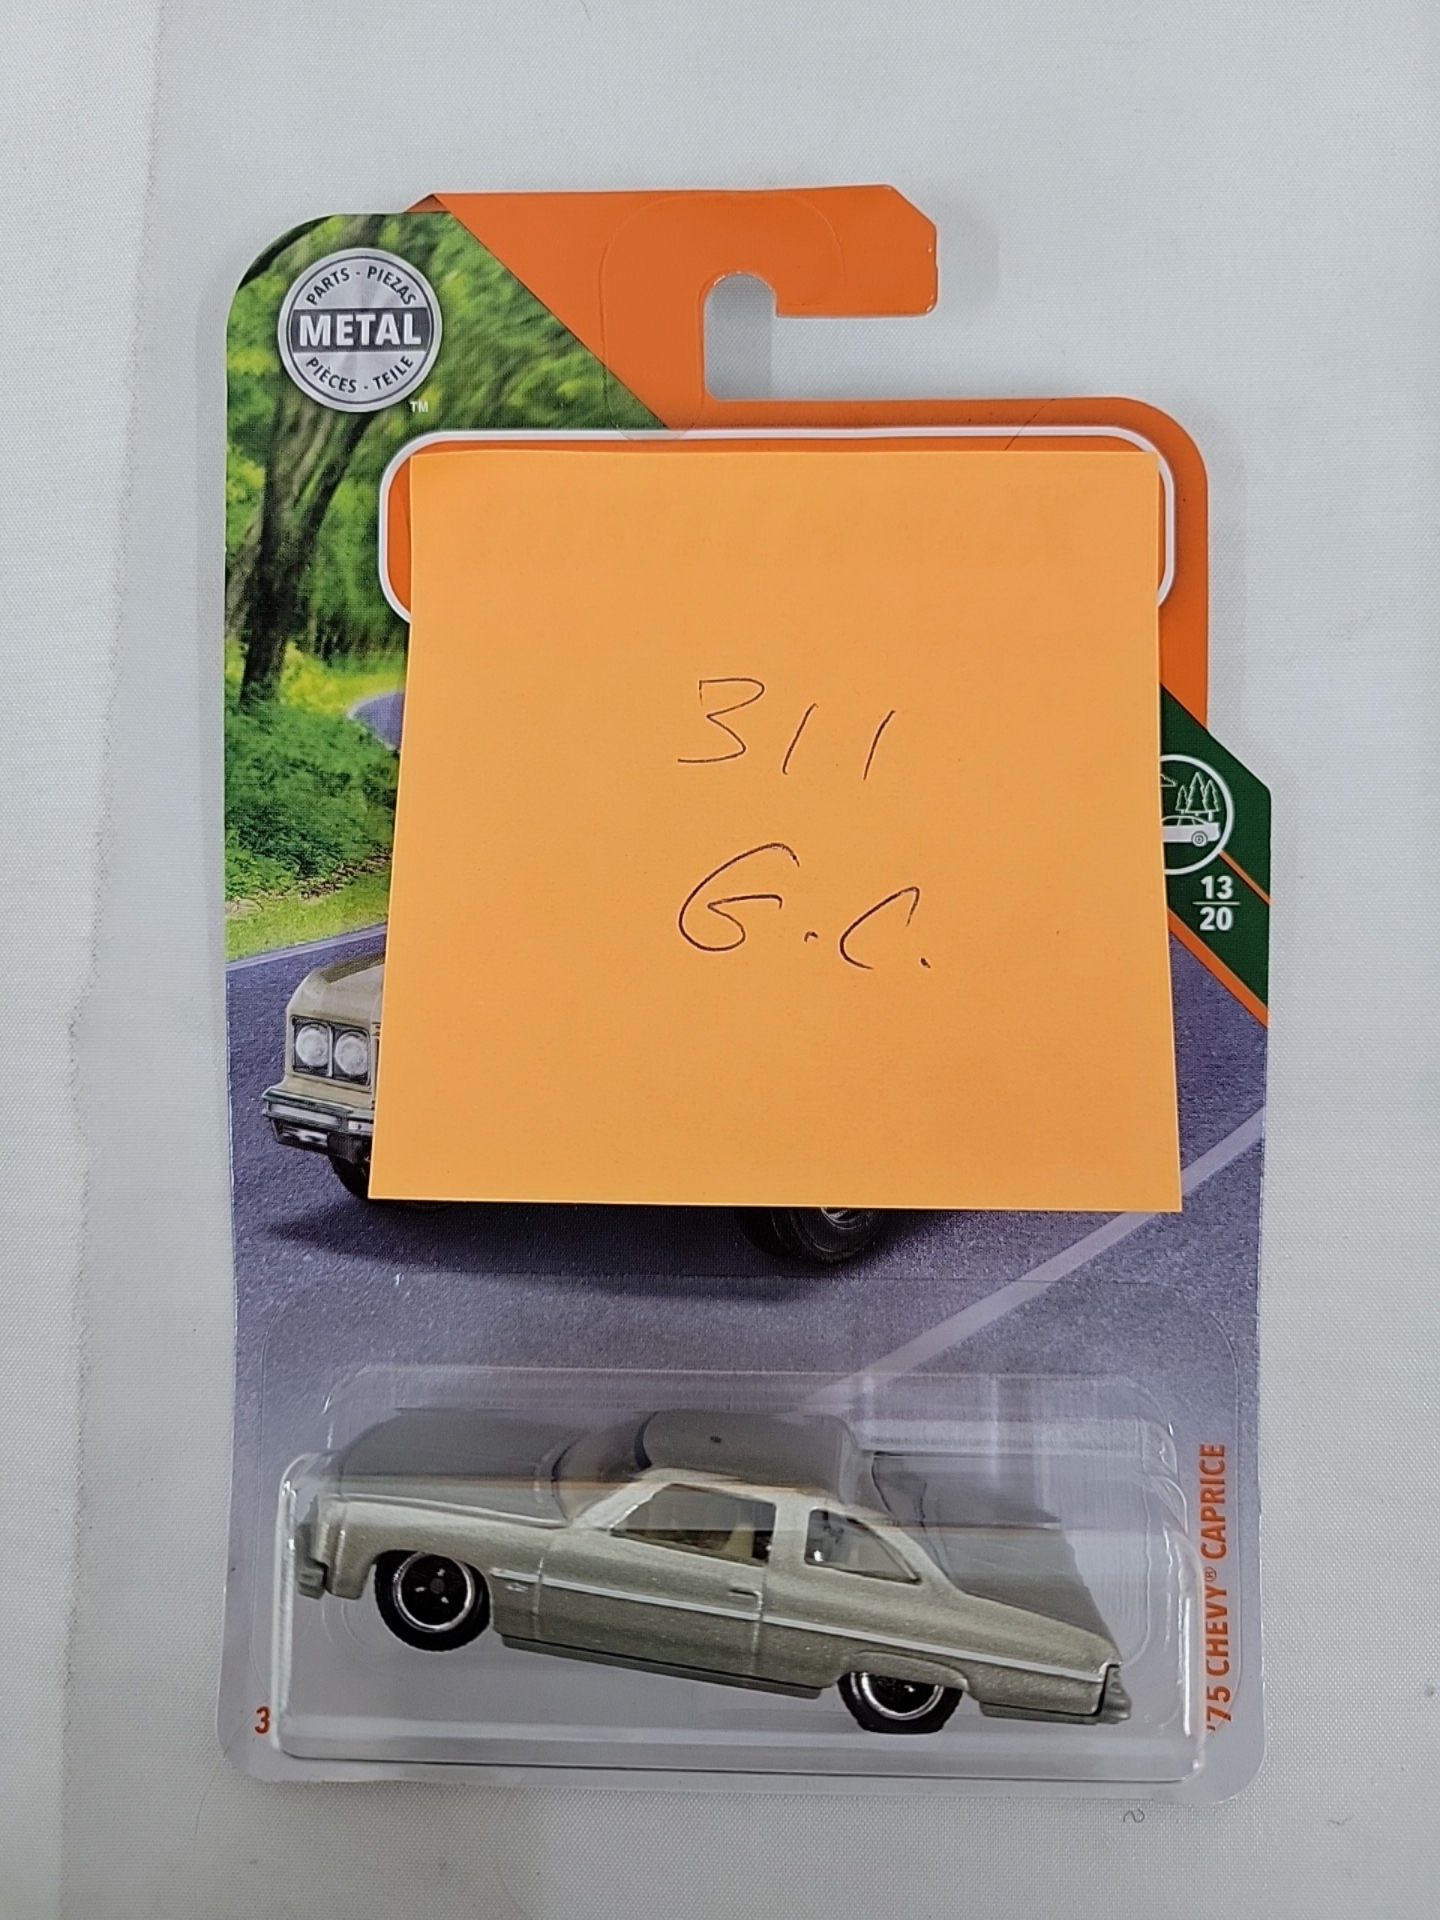 PARTS - PIEZAS
METAL
PIÈCES - TEILE
™
311
G.C.
13
20
'75 CHEVY® CAPRICE
3